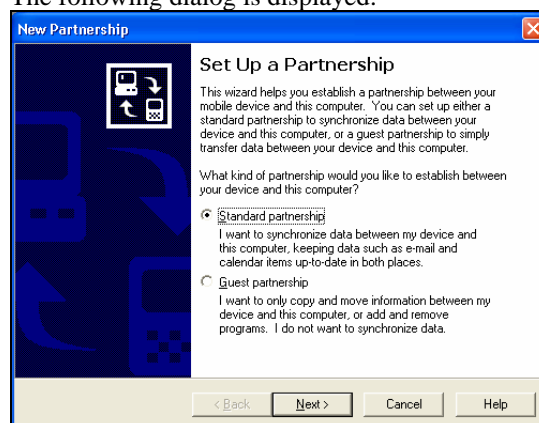 The following dialog is displayed:
New Partnership
Set Up a Partnership
This wizard helps you establish a partnership between your
mobile device and this computer. You can set up either a
standard partnership to synchronize data between your
device and this computer, or a guest partnership to simply
transfer data between your device and this computer.
What kind of partnership would you like to establish between
your device and this computer?
Standard partnership
I want to synchronize data between my device and
this computer, keeping data such as e-mail and
calendar items up-to-date in both places.
Guest partnership
I want to only copy and move information between my
device and this computer, or add and remove
programs. I do not want to synchronize data.
< Back Next > Cancel Help